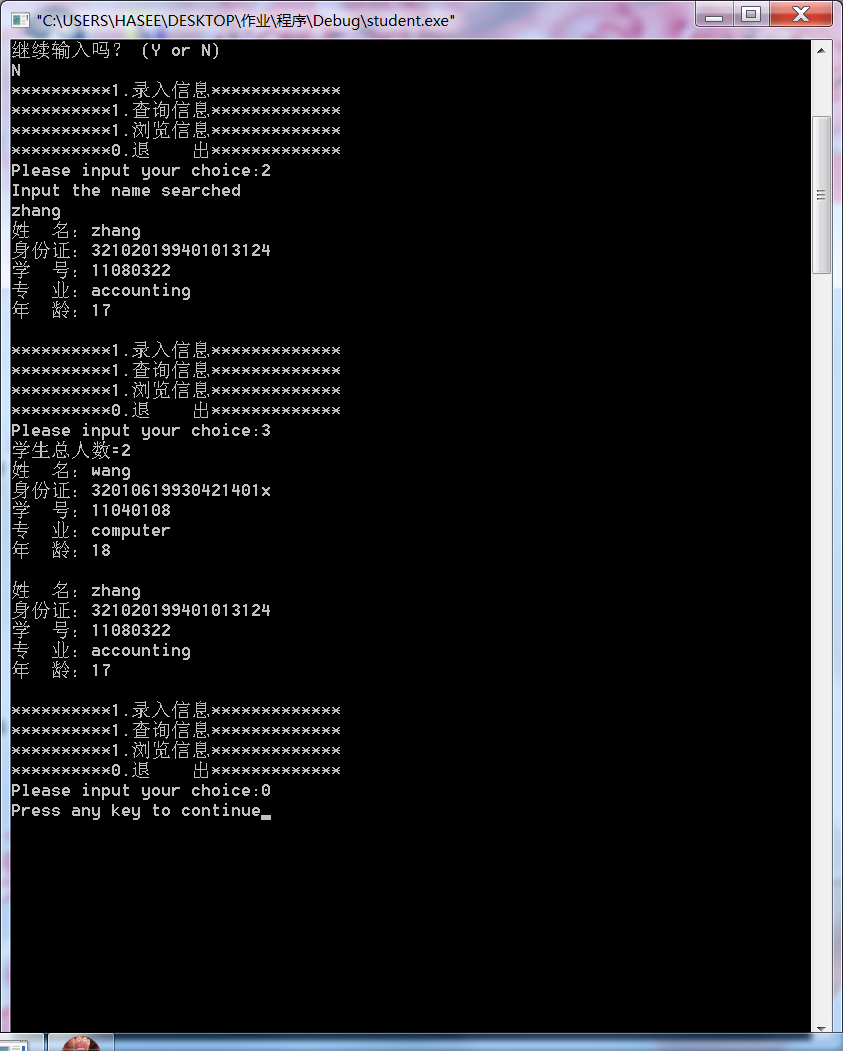 "C:\USERS\HASEE\DESKTOP\作业\程序\Debug\student.exe"
继续输入吗？ (Y or N)
N
**********1.录入信息*************
**********1.查询信息*************
**********1.浏览信息*************
**********0.退    出*************
Please input your choice:2
Input the name searched
zhang
姓  名：zhang
身份证：321020199401013124
学  号：11080322
专  业：accounting
年  龄：17
**********1.录入信息*************
**********1.查询信息*************
**********1.浏览信息*************
**********0.退    出*************
Please input your choice:3
学生总人数=2
姓  名：wang
身份证：32010619930421401x
学  号：11040108
专  业：computer
年  龄：18
姓  名：zhang
身份证：321020199401013124
学  号：11080322
专  业：accounting
年  龄：17
**********1.录入信息*************
**********1.查询信息*************
**********1.浏览信息*************
**********0.退    出*************
Please input your choice:0
Press any key to continue